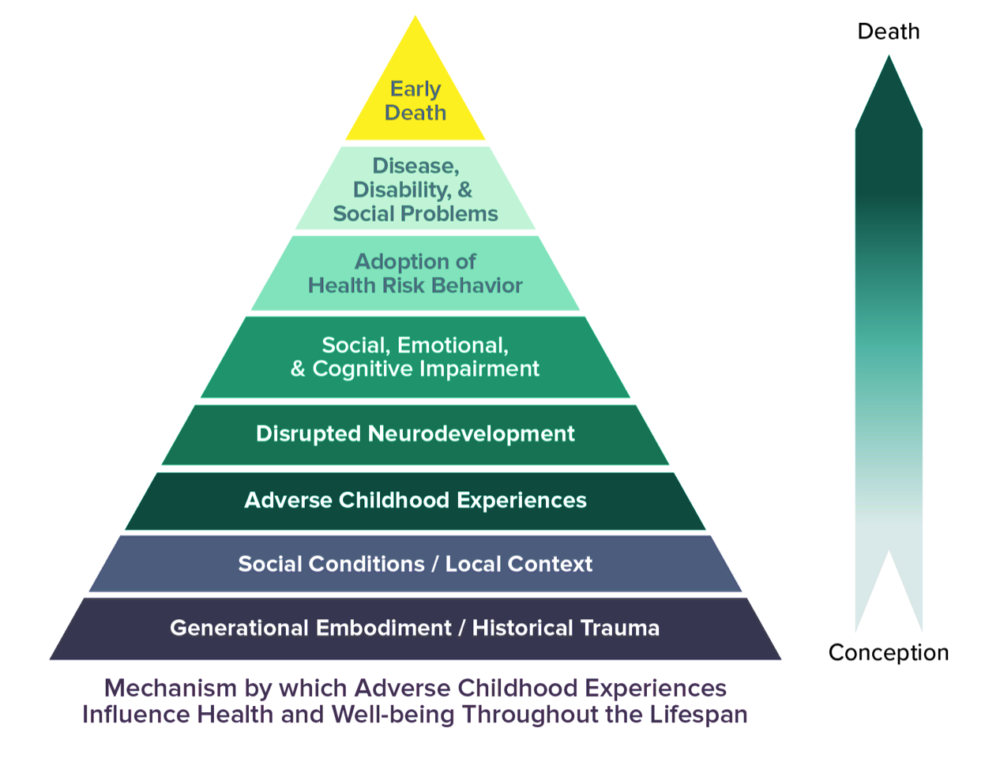 Death
Early
Death
Disease,
Disability, &
Social Problems
Adoption of
Health Risk Behavior
Social, Emotional,
& Cognitive Impairment
Disrupted Neurodevelopment
Adverse Childhood Experiences
Social Conditions / Local Context
Generational Embodiment / Historical Trauma
Conception
Mechanism by which Adverse Childhood Experiences
Influence Health and Well-being Throughout the Lifespan